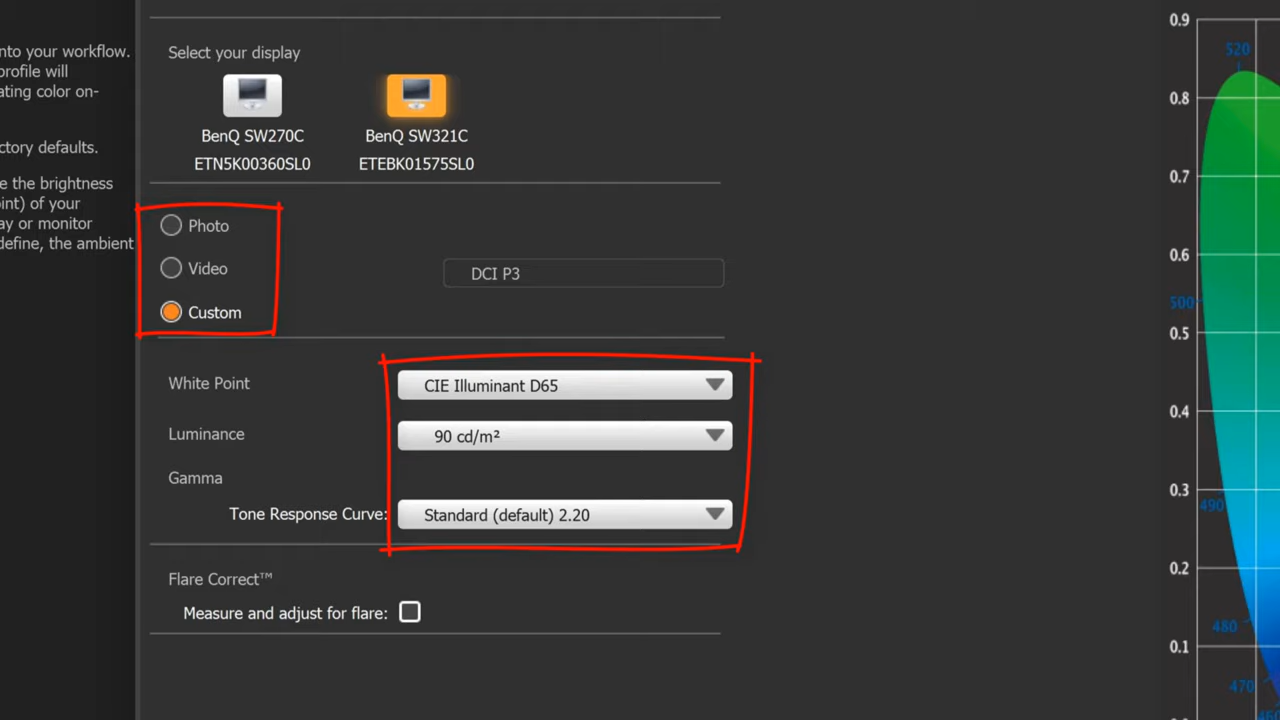 nto your workflow.
profile will
ating color on-
ctory defaults.
e the brightness
oint) of your
ay or monitor
define, the ambient
Select your display
BenQ SW270C
ETN5K00360SL0
BenQ SW321C
ETEBK01575SL0
Photo
Video
DCI P3
Custom
White Point
CIE Illuminant D65
Luminance
90 cd/m²
Gamma
Tone Response Curve:
Standard (default) 2.20
Flare Correct™
Measure and adjust for flare:
0.9
520
0.8
0.7
0.6
500
0.5
0.4
0.3
490
0.2
480
0.1
470
460